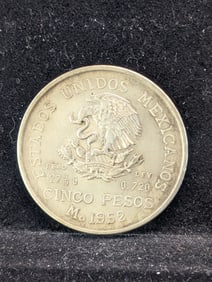 ESTADOS UNIDOS MEXICANOS
LEY
0.720
CINCO PESOS
Mo 1952